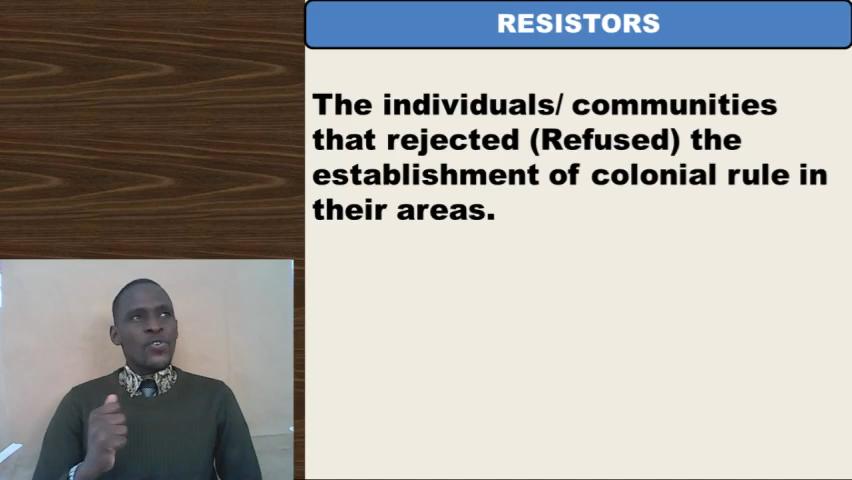 RESISTORS
The individuals/ communities
that rejected (Refused) the
establishment of colonial rule in
their areas.